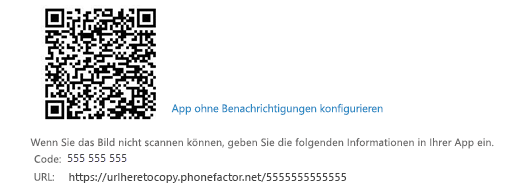 App ohne Benachrichtigungen konfigurieren
Wenn Sie das Bild nicht scannen können, geben Sie die folgenden Informationen in Ihrer App ein.
Code: 555 555 555
URL: https://urlheretocopy.phonefactor.net/5555555555555